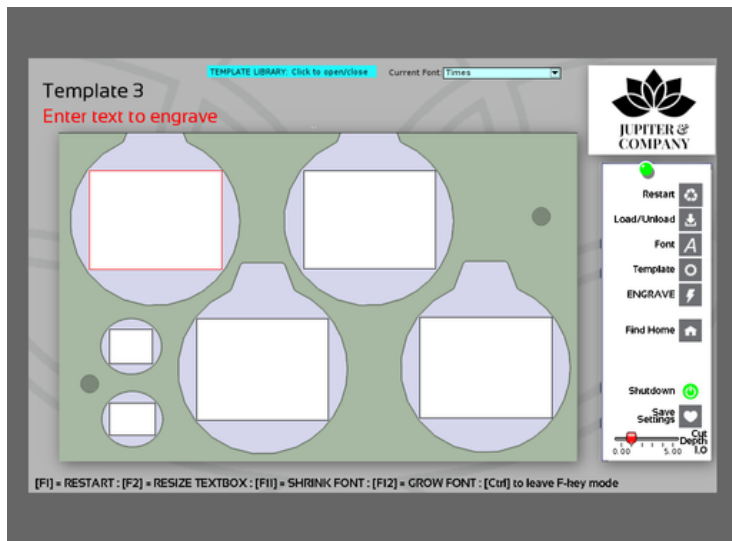 TEMPLATE LIBRARY: Click to open/close
Current Font: Times
Template 3
Enter text to engrave
JUPITER &
COMPANY
Restart
Load/Unload
Font
A
Template
ENGRAVE
Find Home
Shutdown
Save
Settings
Cut
Depth
0.00 5.00 1.0
[F1] = RESTART : [F2] = RESIZE TEXTBOX : [F11] = SHRINK FONT : [F12] = GROW FONT : [Ctrl] to leave F-key mode